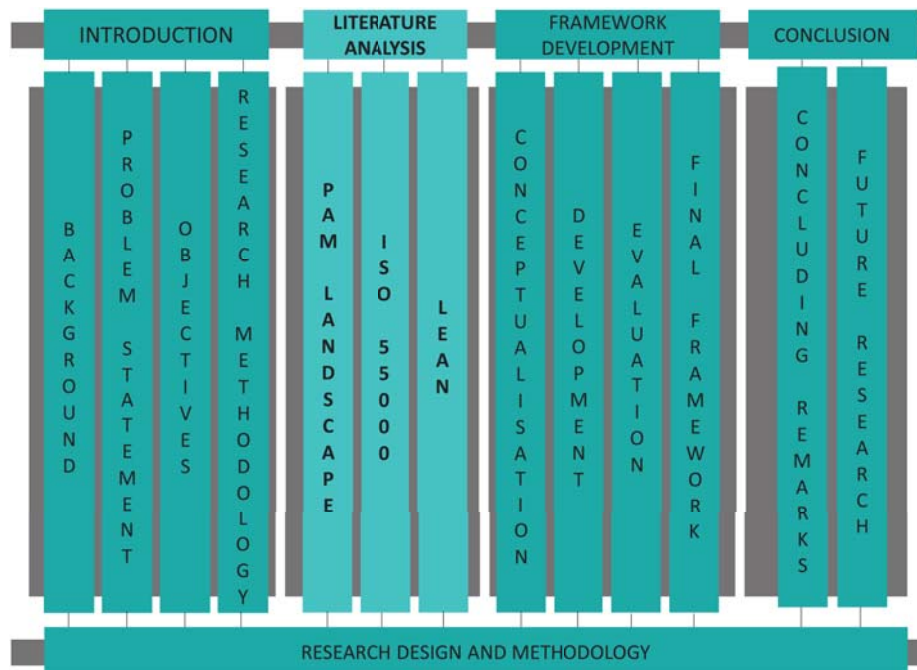 INTRODUCTION
BACKGROUND
PROBLEM STATEMENT
OBJECTIVES
RESEARCH METHODOLOGY
LITERATURE
ANALYSIS
PAM LANDSCAPE
ISO 55000
LEAN
FRAMEWORK
DEVELOPMENT
CONCEPTUALISATION
DEVELOPMENT
EVALUATION
FINAL FRAMEWORK
CONCLUSION
CONCLUDING REMARKS
FUTURE RESEARCH
RESEARCH DESIGN AND METHODOLOGY